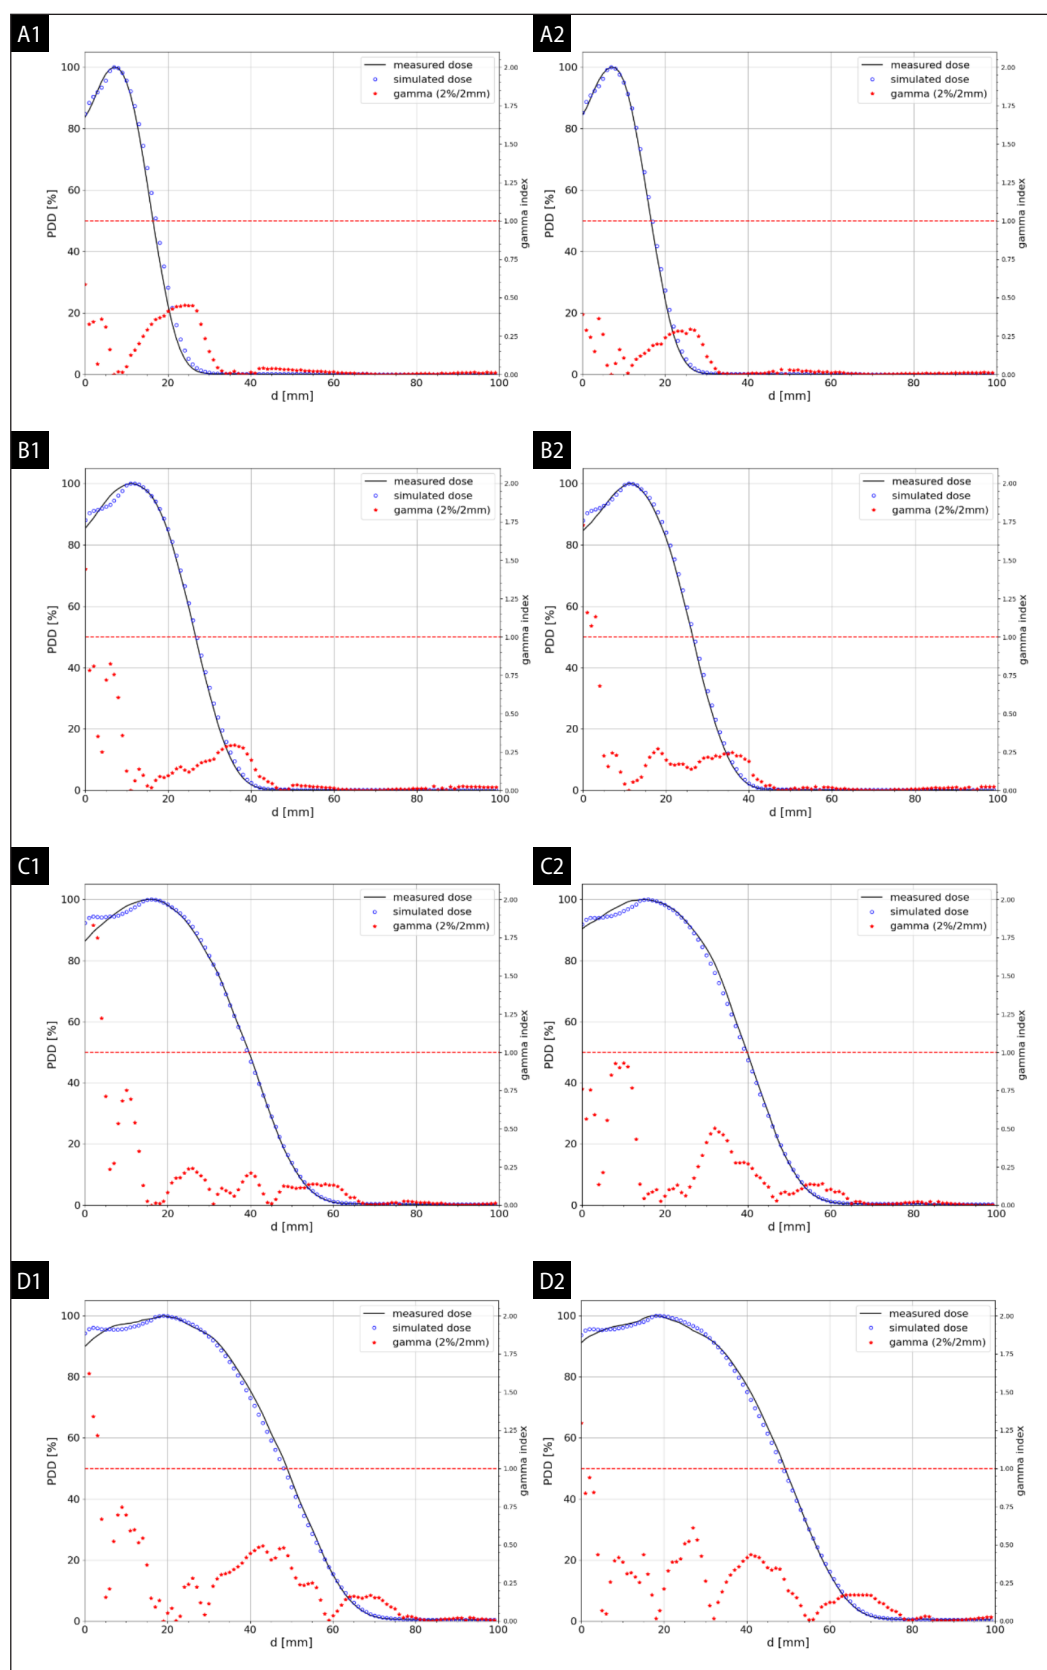 A1
A2
measured dose
simulated dose
gamma (2%/2mm)
PDD [%]
100
80
60
40
20
0
2.00
1.75
1.50
1.25
1.00
0.75
0.50
0.25
0.00
gamma index
0 20 40 60 80 100
d [mm]
measured dose
simulated dose
gamma (2%/2mm)
PDD [%]
100
80
60
40
20
0
2.00
1.75
1.50
1.25
1.00
0.75
0.50
0.25
0.00
gamma index
0 20 40 60 80 100
d [mm]
B1
B2
measured dose
simulated dose
gamma (2%/2mm)
PDD [%]
100
80
60
40
20
0
2.00
1.75
1.50
1.25
1.00
0.75
0.50
0.25
0.00
gamma index
0 20 40 60 80 100
d [mm]
measured dose
simulated dose
gamma (2%/2mm)
PDD [%]
100
80
60
40
20
0
2.00
1.75
1.50
1.25
1.00
0.75
0.50
0.25
0.00
gamma index
0 20 40 60 80 100
d [mm]
C1
C2
measured dose
simulated dose
gamma (2%/2mm)
PDD [%]
100
80
60
40
20
0
2.00
1.75
1.50
1.25
1.00
0.75
0.50
0.25
0.00
gamma index
0 20 40 60 80 100
d [mm]
measured dose
simulated dose
gamma (2%/2mm)
PDD [%]
100
80
60
40
20
0
2.00
1.75
1.50
1.25
1.00
0.75
0.50
0.25
0.00
gamma index
0 20 40 60 80 100
d [mm]
D1
D2
measured dose
simulated dose
gamma (2%/2mm)
PDD [%]
100
80
60
40
20
0
2.00
1.75
1.50
1.25
1.00
0.75
0.50
0.25
0.00
gamma index
0 20 40 60 80 100
d [mm]
measured dose
simulated dose
gamma (2%/2mm)
PDD [%]
100
80
60
40
20
0
2.00
1.75
1.50
1.25
1.00
0.75
0.50
0.25
0.00
gamma index
0 20 40 60 80 100
d [mm]